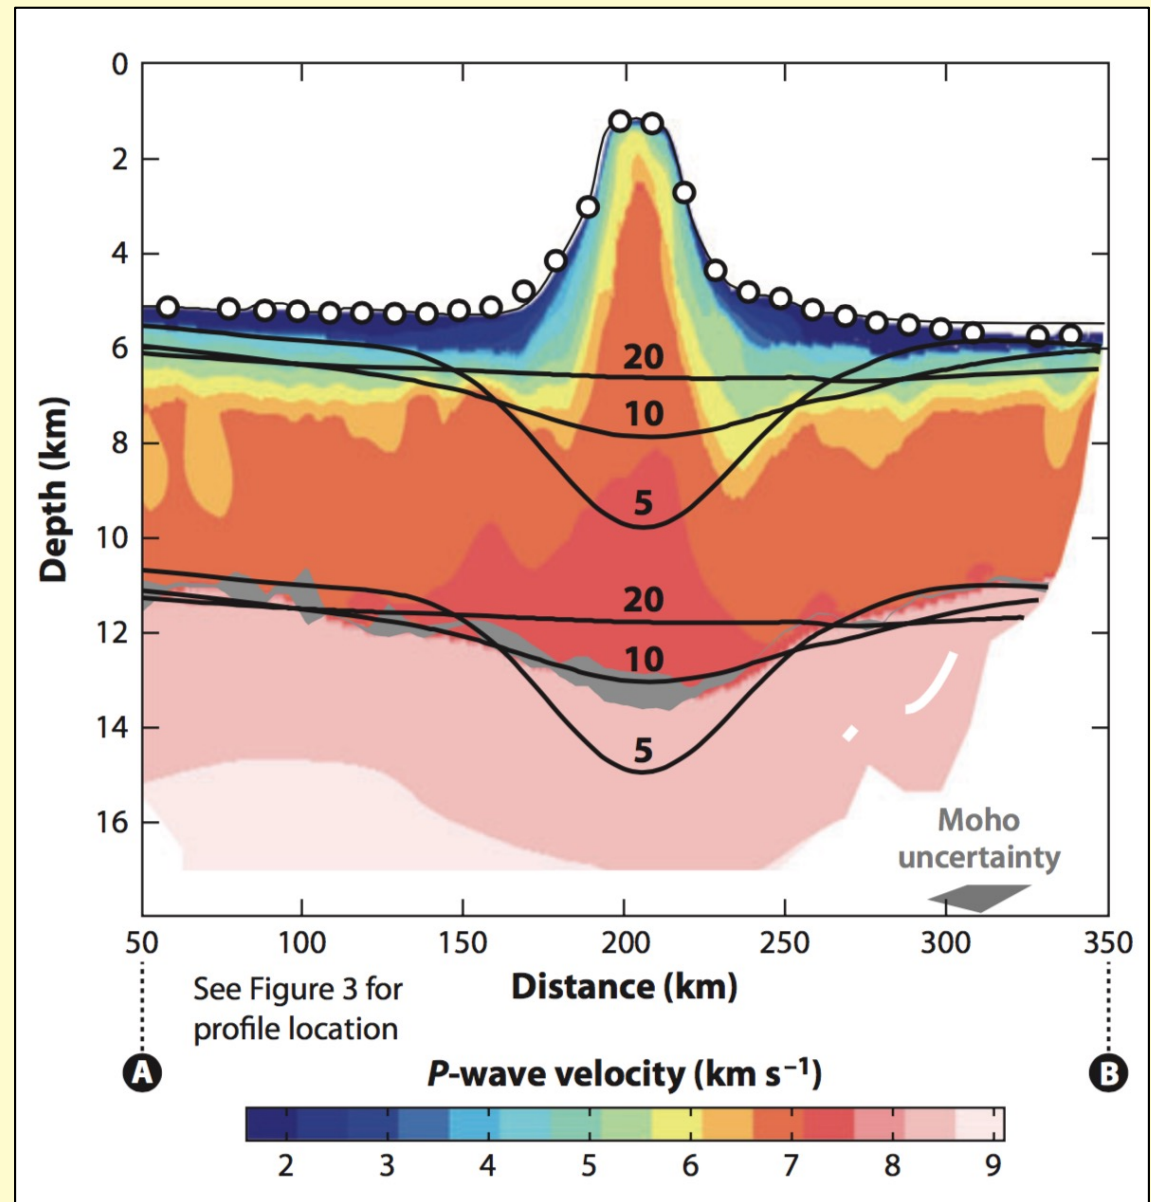 0
2
4
6
8
10
12
14
16
Depth (km)
20
10
5
20
10
5
Moho
uncertainty
50 100 150 200 250 300 350
See Figure 3 for
profile location
Distance (km)
A
B
P-wave velocity (km s⁻¹)
2 3 4 5 6 7 8 9